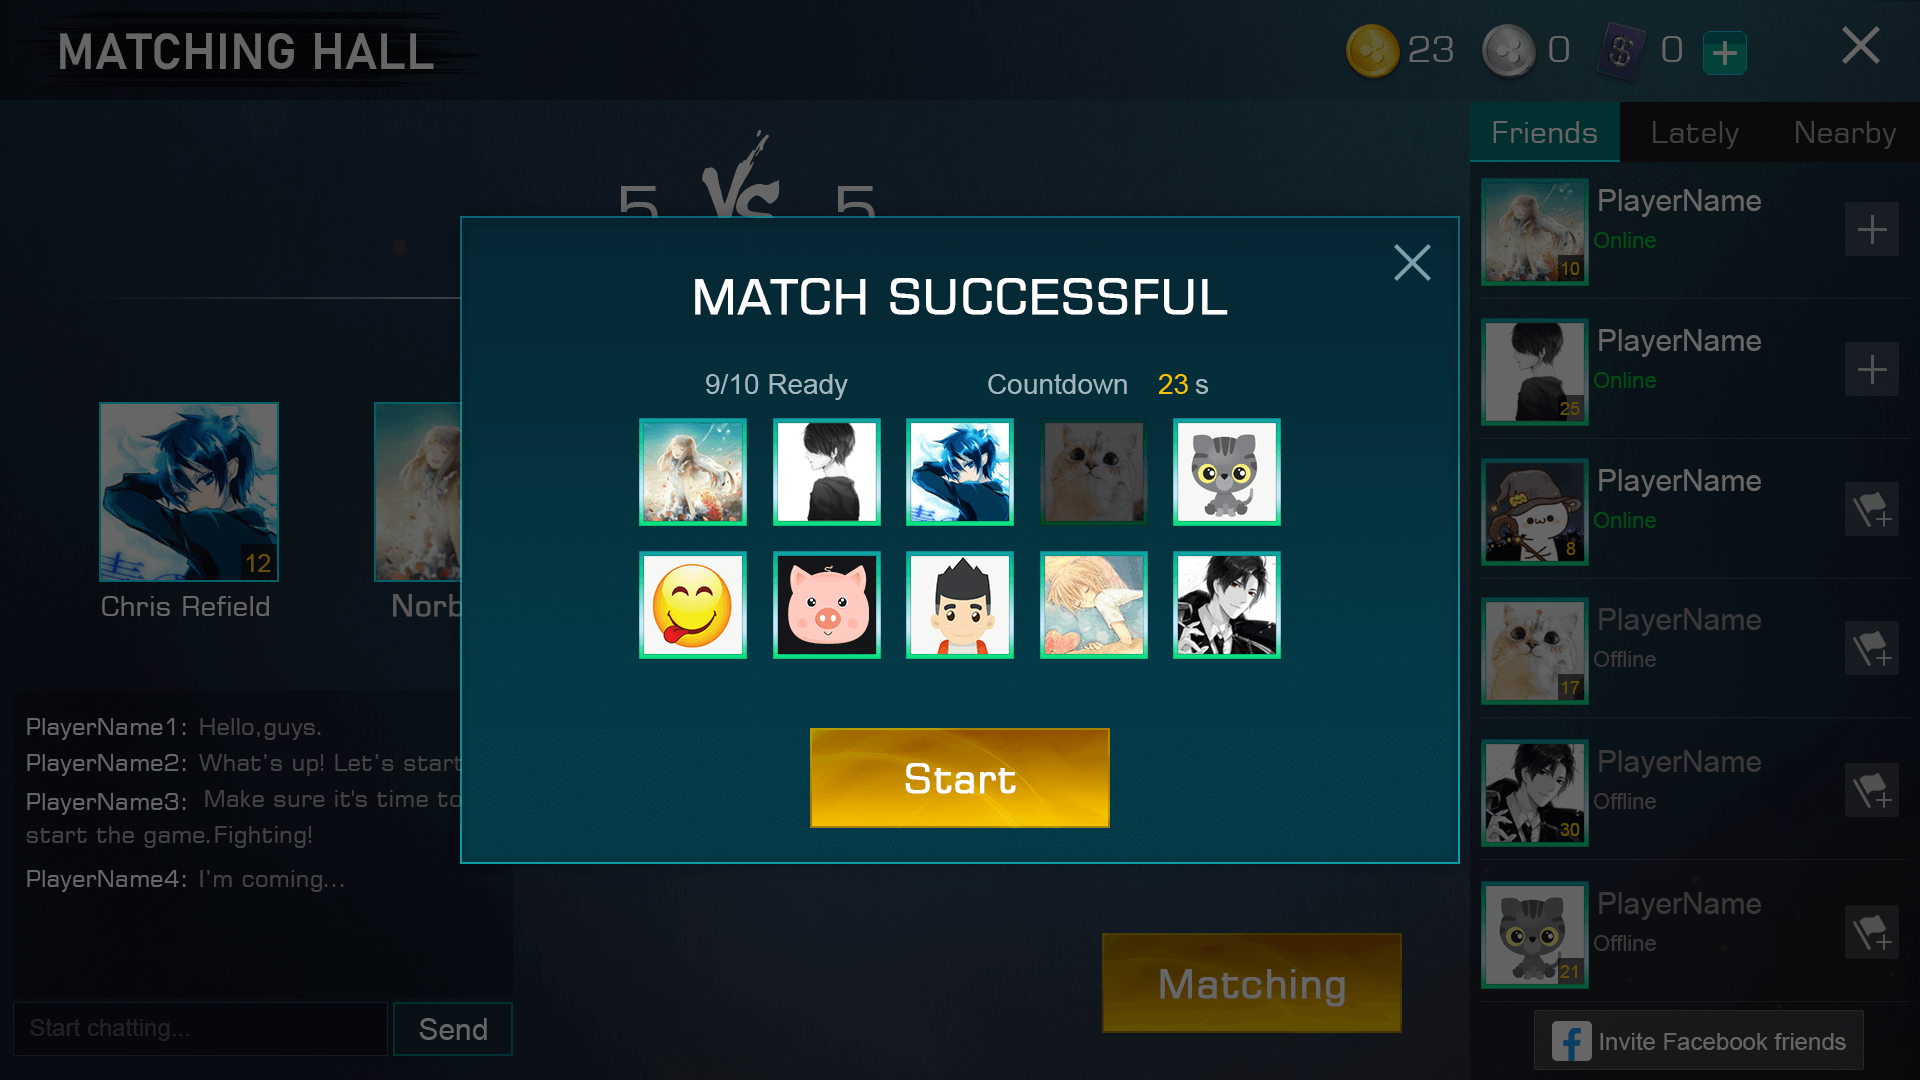 MATCHING HALL
23
0
0
Friends
Lately
Nearby
5 VS 5
MATCH SUCCESSFUL
9/10 Ready
Countdown 23 s
Start
12
Chris Refield
Norb
PlayerName1: Hello,guys.
PlayerName2: What's up! Let's start
PlayerName3: Make sure it's time to
start the game.Fighting!
PlayerName4: I'm coming...
Start chatting...
Send
Matching
PlayerName
Online
10
PlayerName
Online
25
PlayerName
Online
8
PlayerName
Offline
17
PlayerName
Offline
30
PlayerName
Offline
21
Invite Facebook friends